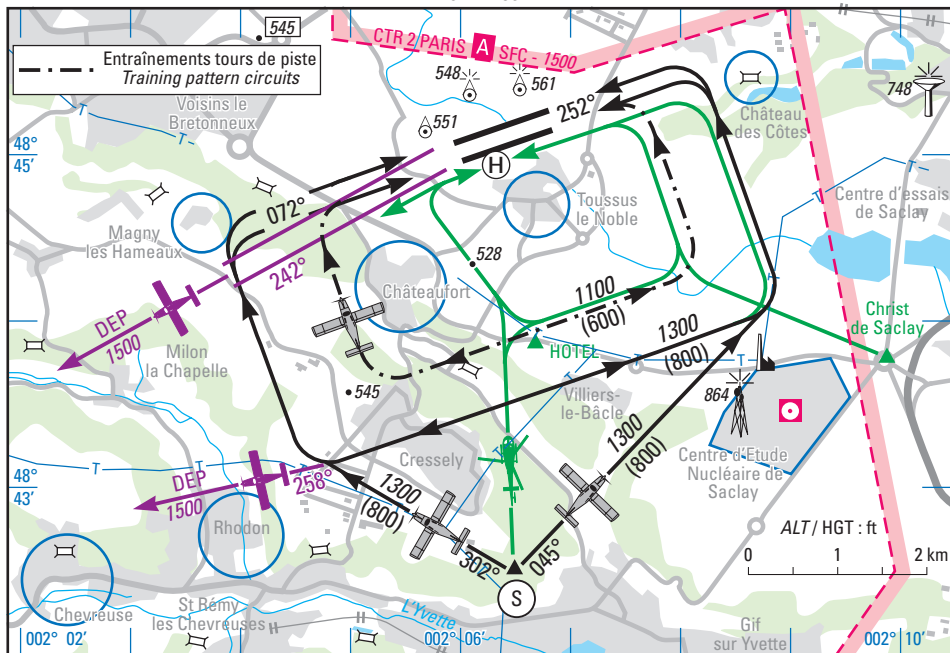 545
CTR 2 PARIS A SFC - 1500
Entraînements tours de piste
Training pattern circuits
548
561
748
Voisins le
Bretonneux
551
252°
Château
des Côtes
48°
45'
H
Centre d'essais
de Saclay
Toussus
le Noble
072°
Magny
les Hameaux
528
242°
Châteaufort
1100
(600)
1300
(800)
Christ
de Saclay
DEP
1500
HOTEL
Milon
la Chapelle
545
Villiers-
le-Bâcle
864
1300
(800)
Cressely
Centre d'Etude
Nucléaire de
Saclay
48°
43'
DEP
1500
258°
1300
(800)
Rhodon
302°
045°
ALT / HGT : ft
0 1 2 km
S
Chevreuse
St Rémy
les Chevreuses
L'Yvette
Gif
sur Yvette
002° 02'
002° 06'
002° 10'
T
T
T
T
T
T
T